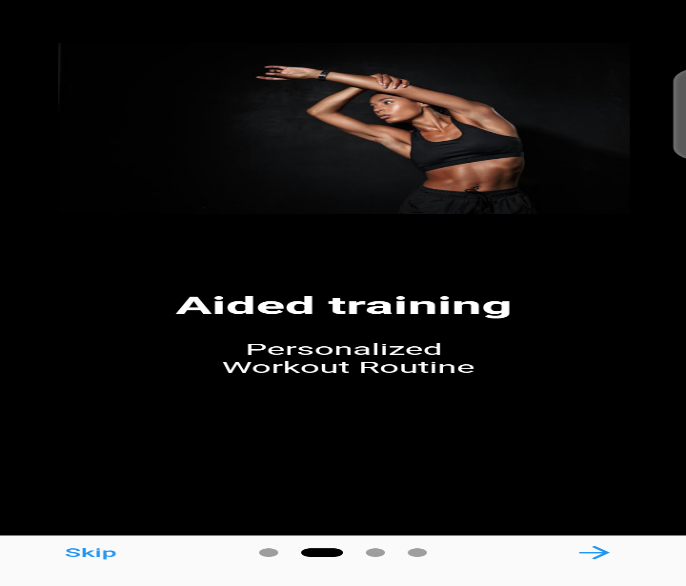 Aided training
Personalized
Workout Routine
Skip